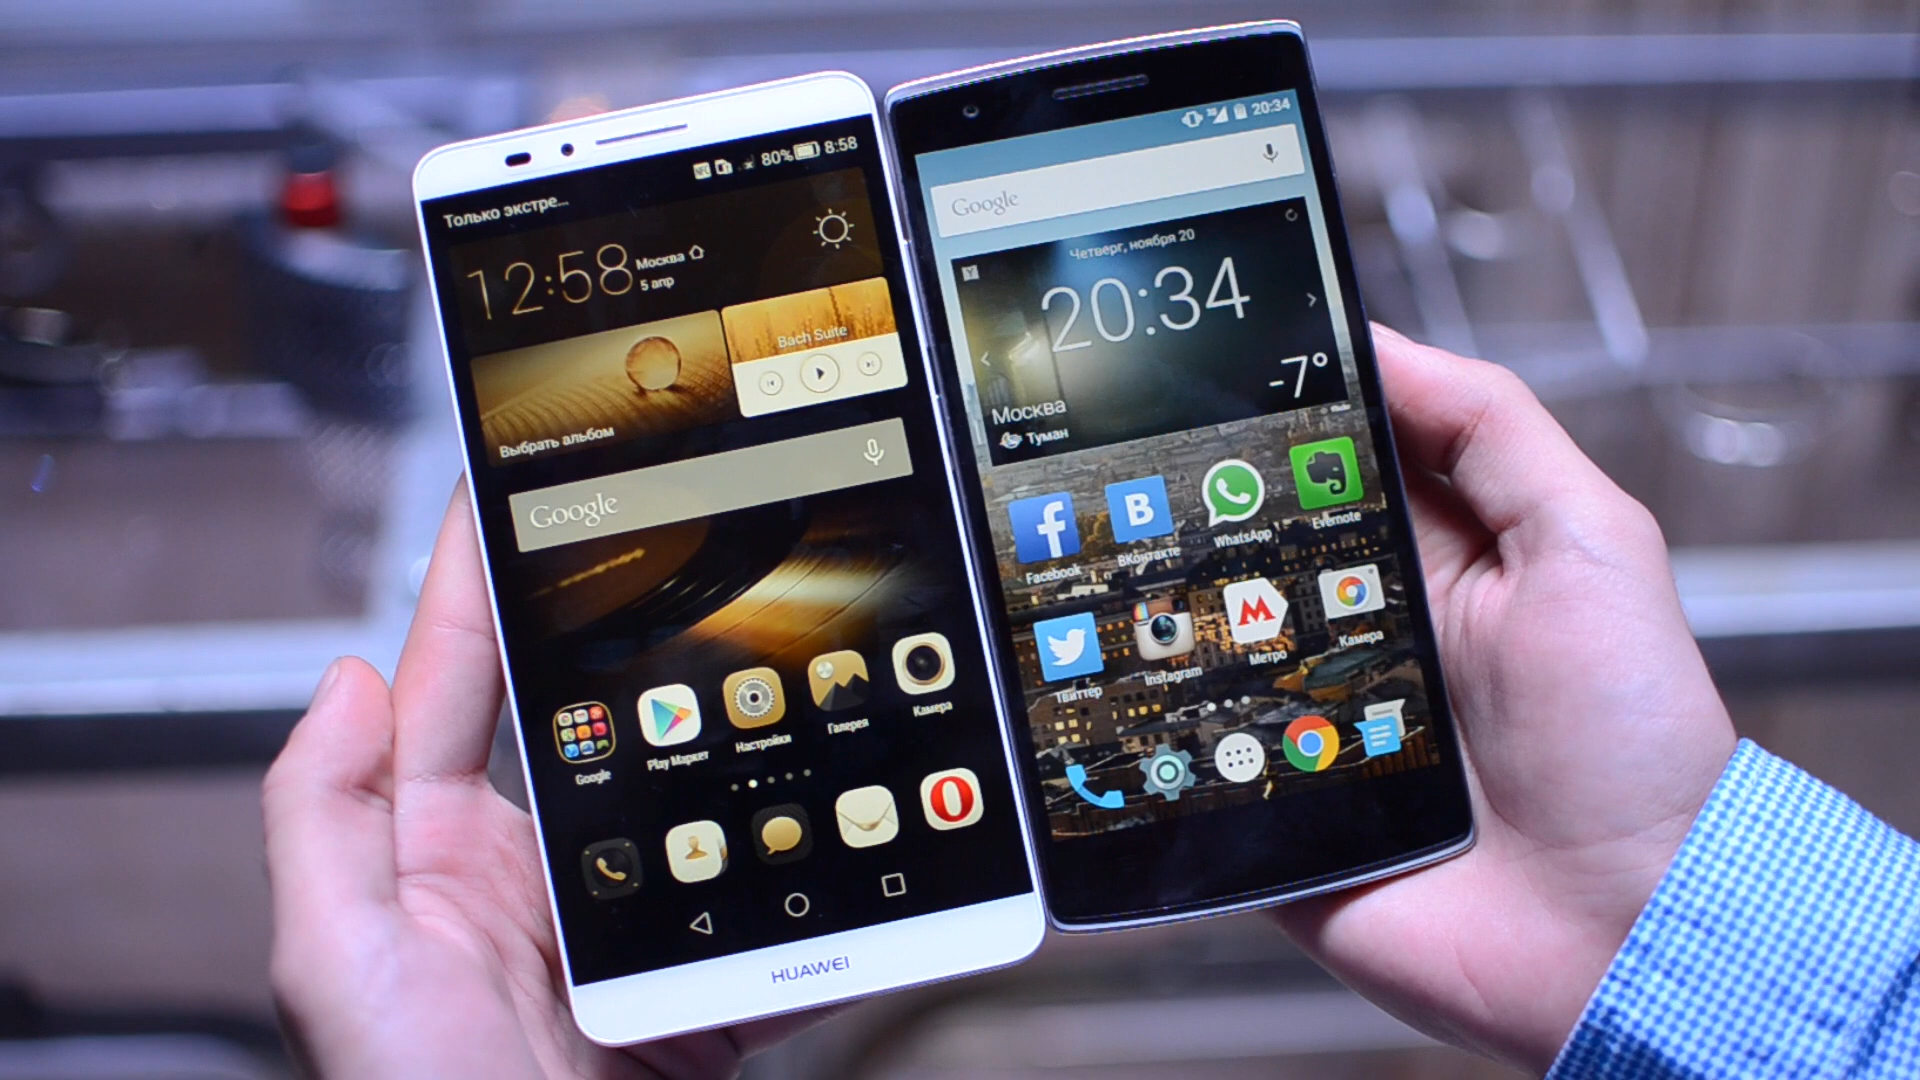 80% 8:58
Только экстре...
12:58
Москва
5 апр
Bach Suite
Выбрать альбом
Google
Google
Play Маркет
Настройки
Галерея
Камера
HUAWEI
3G 20:34
Google
Четверг, ноября 20
20:34
-7°
Москва
Туман
Facebook
ВКонтакте
WhatsApp
Evernote
Твиттер
Instagram
Метро
Камера